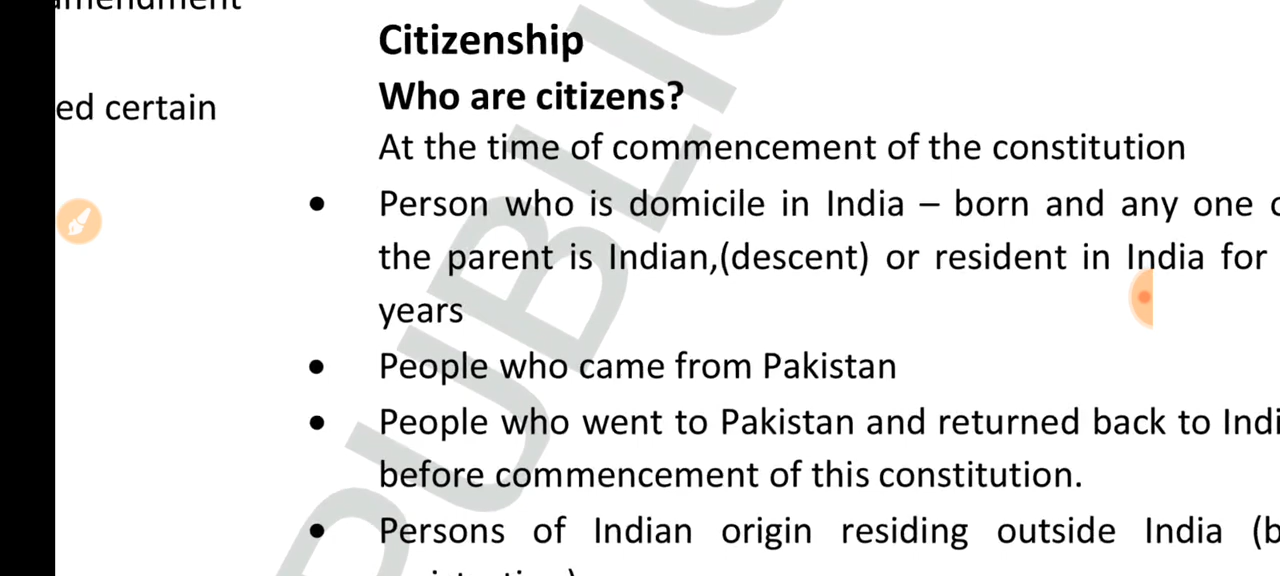 amendment
ed certain
Citizenship
Who are citizens?
At the time of commencement of the constitution
• Person who is domicile in India – born and any one
the parent is Indian,(descent) or resident in India for
years
• People who came from Pakistan
• People who went to Pakistan and returned back to Indi
before commencement of this constitution.
• Persons of Indian origin residing outside India (b
PUBLIC